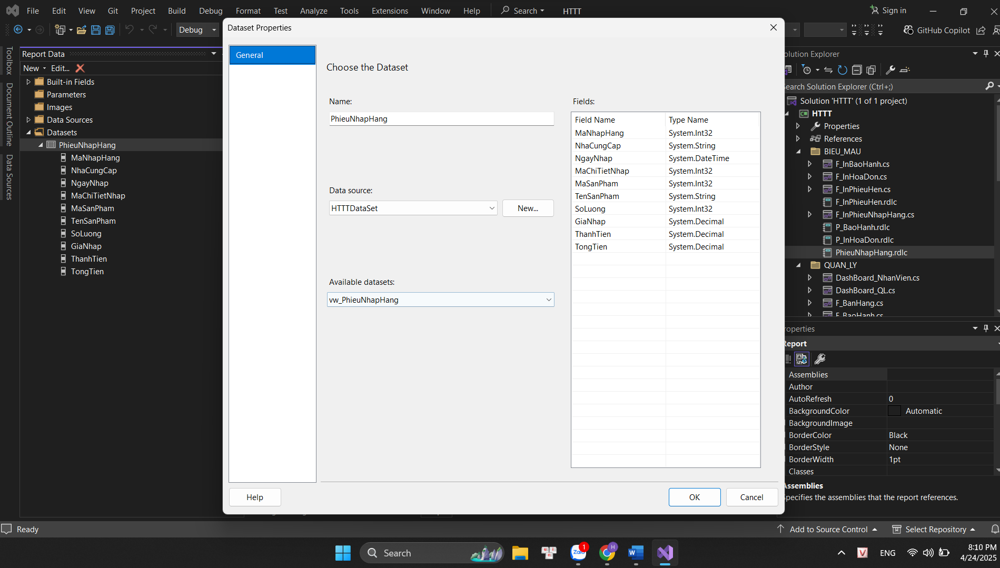 File Edit View Git Project Build Debug Format Test Analyze Tools Extensions Window Help Search HTTT Sign in
Debug
GitHub Copilot
Toolbox
Document Outline
Data Sources
Report Data
New Edit...
Built-in Fields
Parameters
Images
Data Sources
Datasets
PhieuNhapHang
MaNhapHang
NhaCungCap
NgayNhap
MaChiTietNhap
MaSanPham
TenSanPham
SoLuong
GiaNhap
ThanhTien
TongTien
Dataset Properties
General
Choose the Dataset
Name:
PhieuNhapHang
Data source:
HTTTDataSet
New...
Available datasets:
vw_PhieuNhapHang
Fields:
Field Name Type Name
MaNhapHang System.Int32
NhaCungCap System.String
NgayNhap System.DateTime
MaChiTietNhap System.Int32
MaSanPham System.Int32
TenSanPham System.String
SoLuong System.Int32
GiaNhap System.Decimal
ThanhTien System.Decimal
TongTien System.Decimal
Help OK Cancel
olution Explorer
earch Solution Explorer (Ctrl+;)
Solution 'HTTT' (1 of 1 project)
HTTT
Properties
References
BIEU_MAU
F_InBaoHanh.cs
F_InHoaDon.cs
F_InPhieuHen.cs
F_InPhieuHen.rdlc
F_InPhieuNhapHang.cs
P_BaoHanh.rdlc
P_InHoaDon.rdlc
PhieuNhapHang.rdlc
QUAN_LY
DashBoard_NhanVien.cs
DashBoard_QL.cs
F_BanHang.cs
F_BaoHanh.cs
roperties
Report
Assemblies
Author
AutoRefresh 0
BackgroundColor Automatic
BackgroundImage
BorderColor Black
BorderStyle None
BorderWidth 1pt
Classes
Assemblies
pecifies the assemblies that the report references.
Ready
Add to Source Control Select Repository
Search
Zalo
1
H
W
V
ENG
8:10 PM
4/24/2025